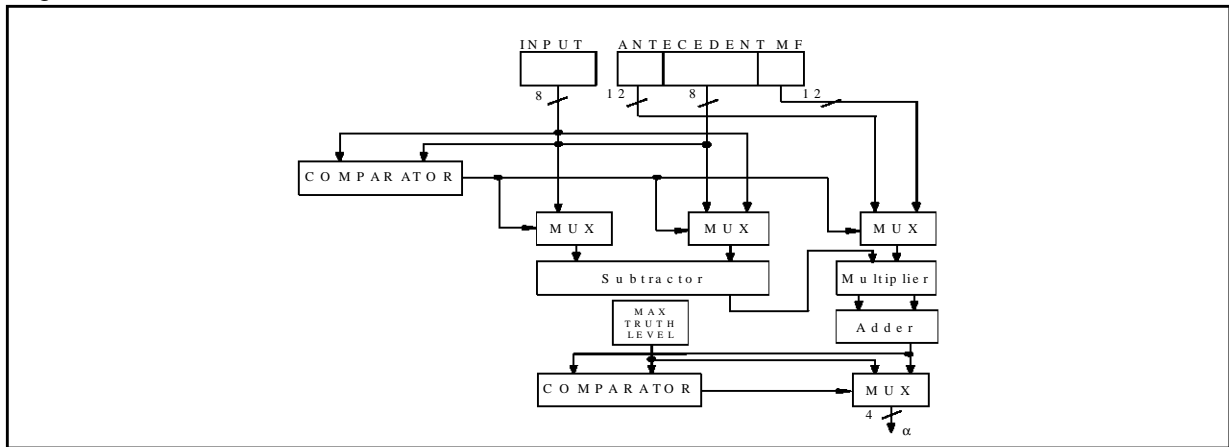 INPUT ANTECEDENT MF
8 12 8 12
COMPARATOR
MUX MUX MUX
Subtractor Multiplier
MAX
TRUTH
LEVEL
Adder
COMPARATOR MUX
4
α